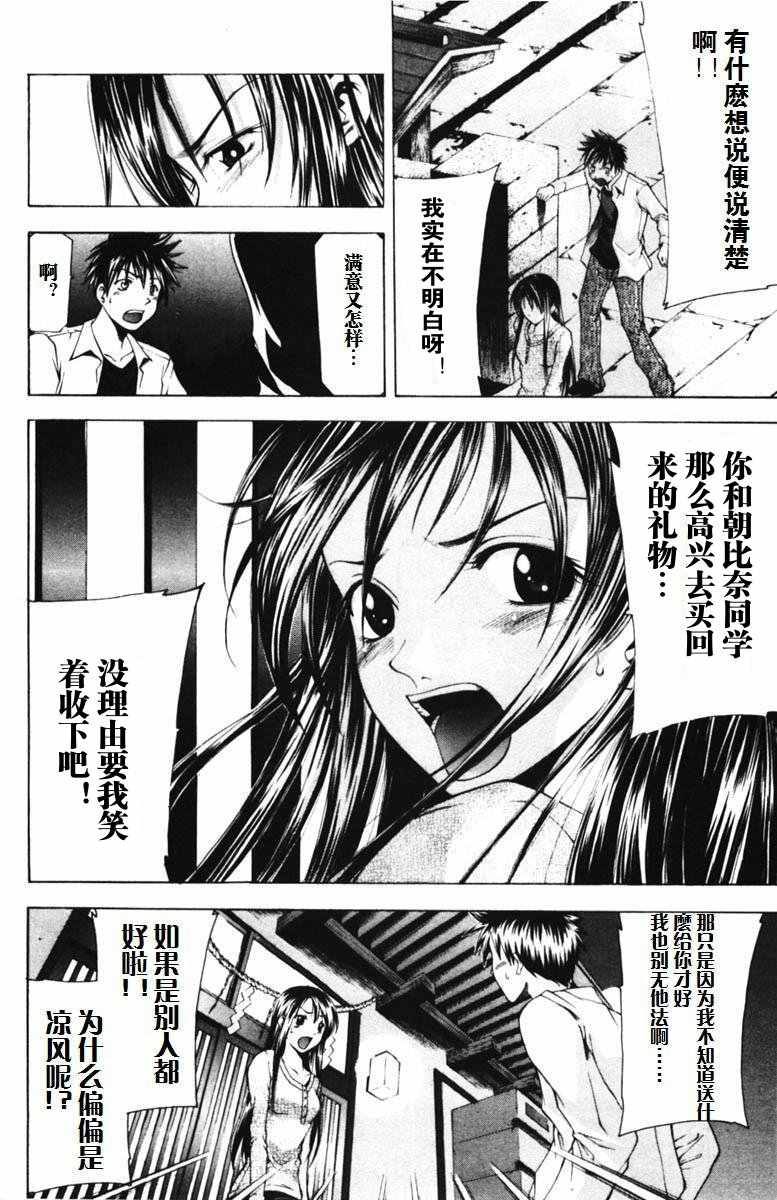 有什麽想说便说清楚
啊!!
我实在不明白呀!
满意又怎样…
啊?
你和朝比奈同学
那么高兴去买回
来的礼物…
没理由要我笑
着收下吧!
那只是因为我不知道送什
麽给你才好
我也别无他法啊……
如果是别人都
好啦!!
为什么偏偏是
凉风呢!?